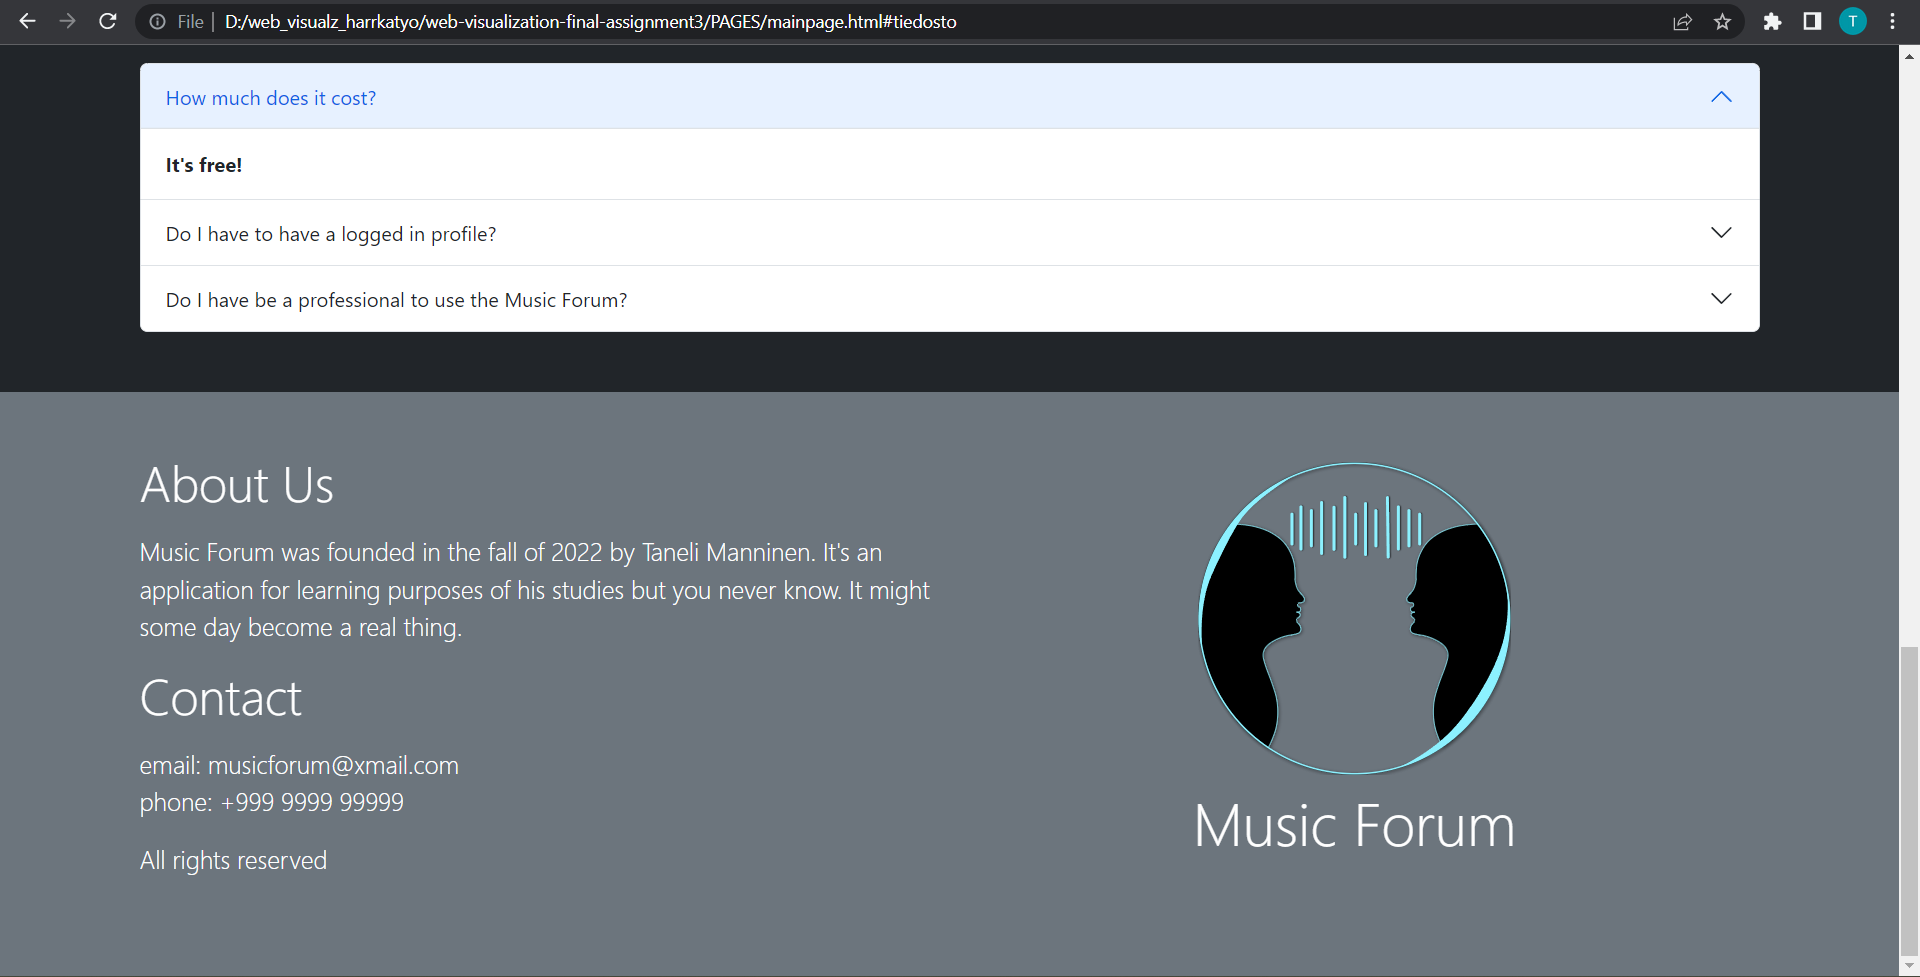 File | D:/web_visualz_harrkatyo/web-visualization-final-assignment3/PAGES/mainpage.html#tiedosto
T
How much does it cost?
It's free!
Do I have to have a logged in profile?
Do I have be a professional to use the Music Forum?
About Us
Music Forum was founded in the fall of 2022 by Taneli Manninen. It's an
application for learning purposes of his studies but you never know. It might
some day become a real thing.
Contact
email: musicforum@xmail.com
phone: +999 9999 99999
All rights reserved
Music Forum